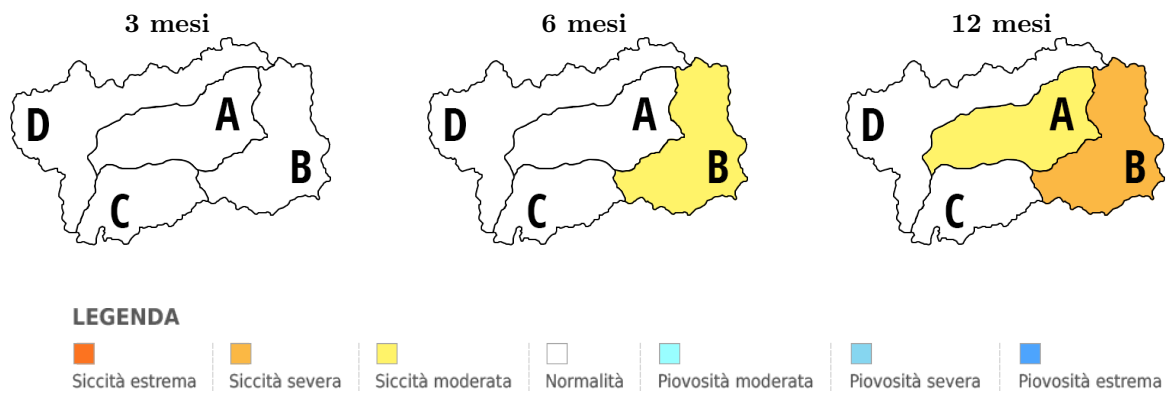 3 mesi
6 mesi
12 mesi
D
A
B
C
D
A
B
C
D
A
B
C
LEGENDA
Siccità estrema
Siccità severa
Siccità moderata
Normalità
Piovosità moderata
Piovosità severa
Piovosità estrema